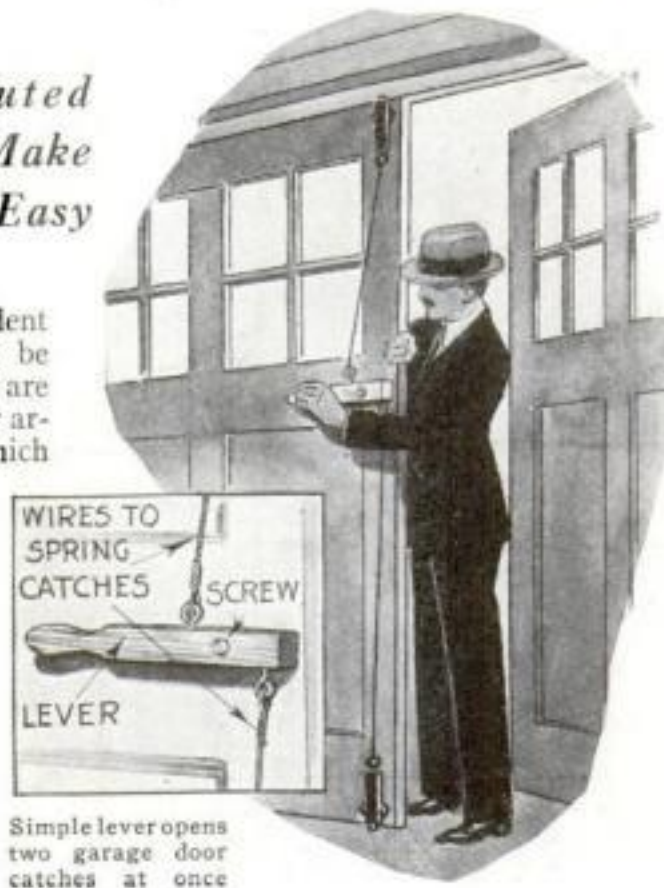 uted
Make
Easy
lent
be
are
r ar-
hich
WIRES TO
SPRING
CATCHES
SCREW
LEVER
Simple lever opens
two garage door
catches at once